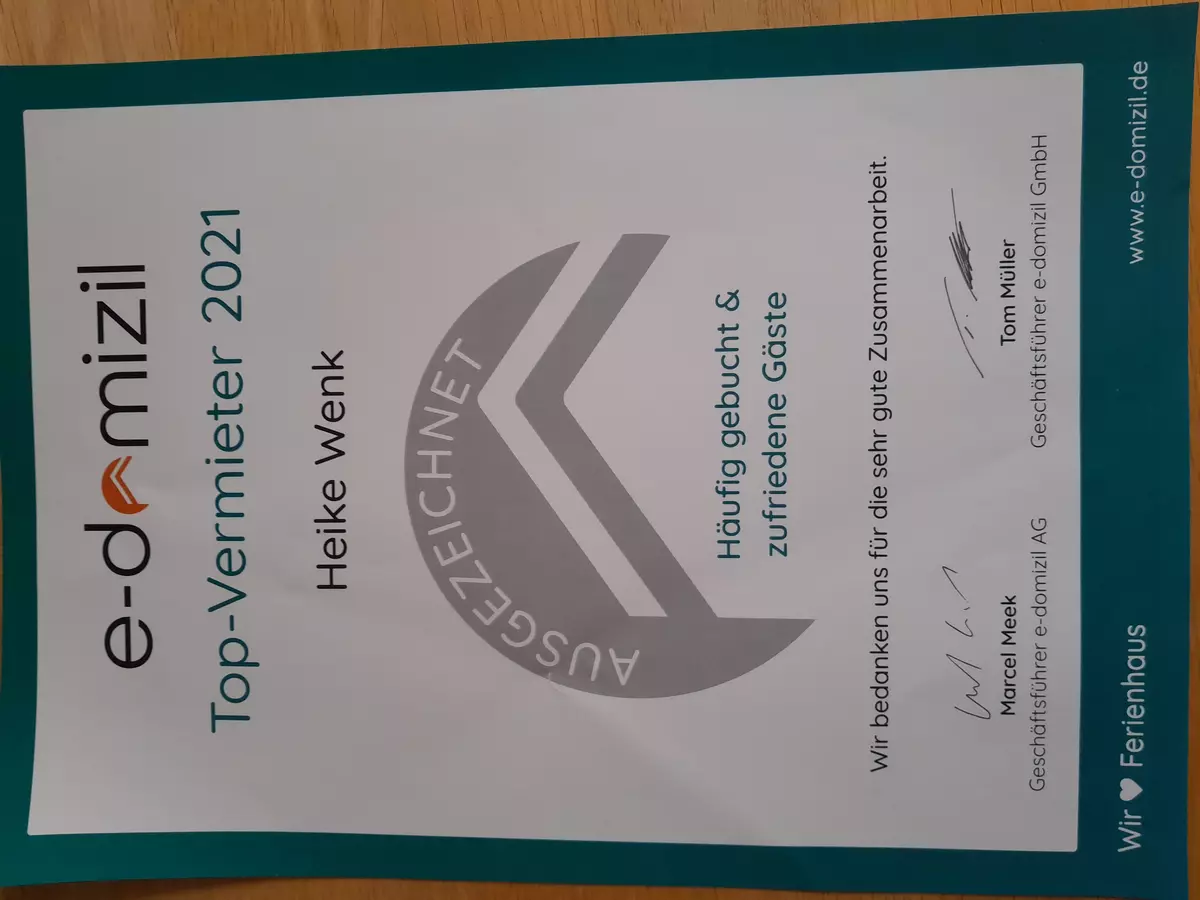 e-domizil
Top-Vermieter 2021
Heike Wenk
AUSGEZEICHNET
Häufig gebucht &
zufriedene Gäste
Wir bedanken uns für die sehr gute Zusammenarbeit.
Marcel Meek
Geschäftsführer e-domizil AG
Tom Müller
Geschäftsführer e-domizil GmbH
Wir ♥ Ferienhaus
www.e-domizil.de